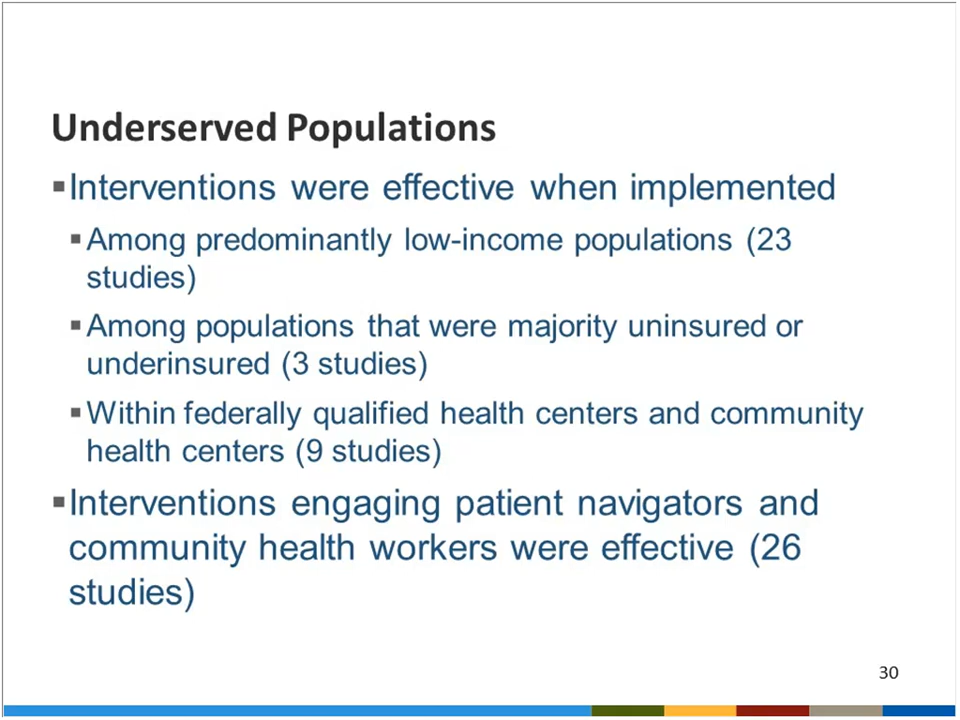 Underserved Populations
▪Interventions were effective when implemented
▪Among predominantly low-income populations (23
studies)
▪Among populations that were majority uninsured or
underinsured (3 studies)
▪Within federally qualified health centers and community
health centers (9 studies)
▪Interventions engaging patient navigators and
community health workers were effective (26
studies)
30